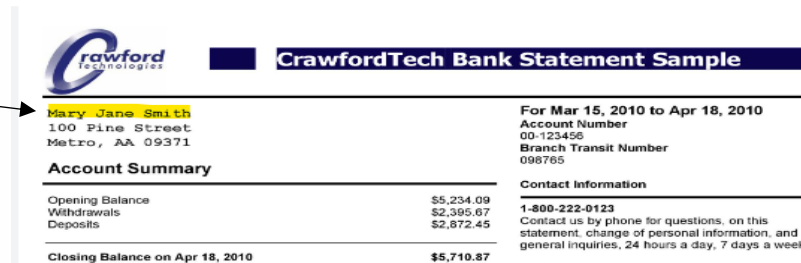 Crawford
Technologies
CrawfordTech Bank Statement Sample
Mary Jane Smith
100 Pine Street
Metro, AA 09371
Account Summary
Opening Balance $5,234.09
Withdrawals $2,395.67
Deposits $2,872.45
Closing Balance on Apr 18, 2010 $5,710.87
For Mar 15, 2010 to Apr 18, 2010
Account Number
00-123456
Branch Transit Number
098765
Contact Information
1-800-222-0123
Contact us by phone for questions, on this
statement, change of personal information, and
general inquiries, 24 hours a day, 7 days a week